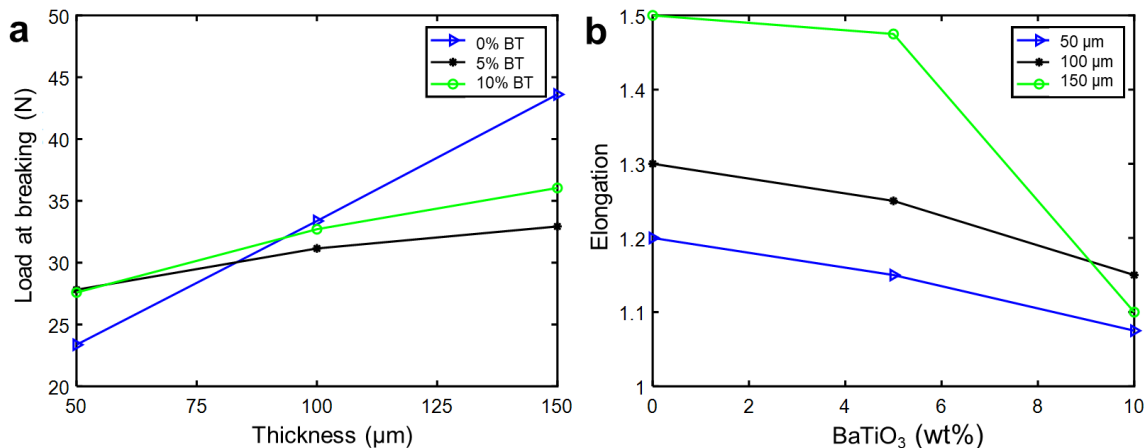 a
50
45
40
35
30
25
20
Load at breaking (N)
50
75
100
125
150
Thickness (µm)
0% BT
5% BT
10% BT
b
1.5
1.4
1.3
1.2
1.1
1
Elongation
0
2
4
6
8
10
BaTiO₃ (wt%)
50 µm
100 µm
150 µm